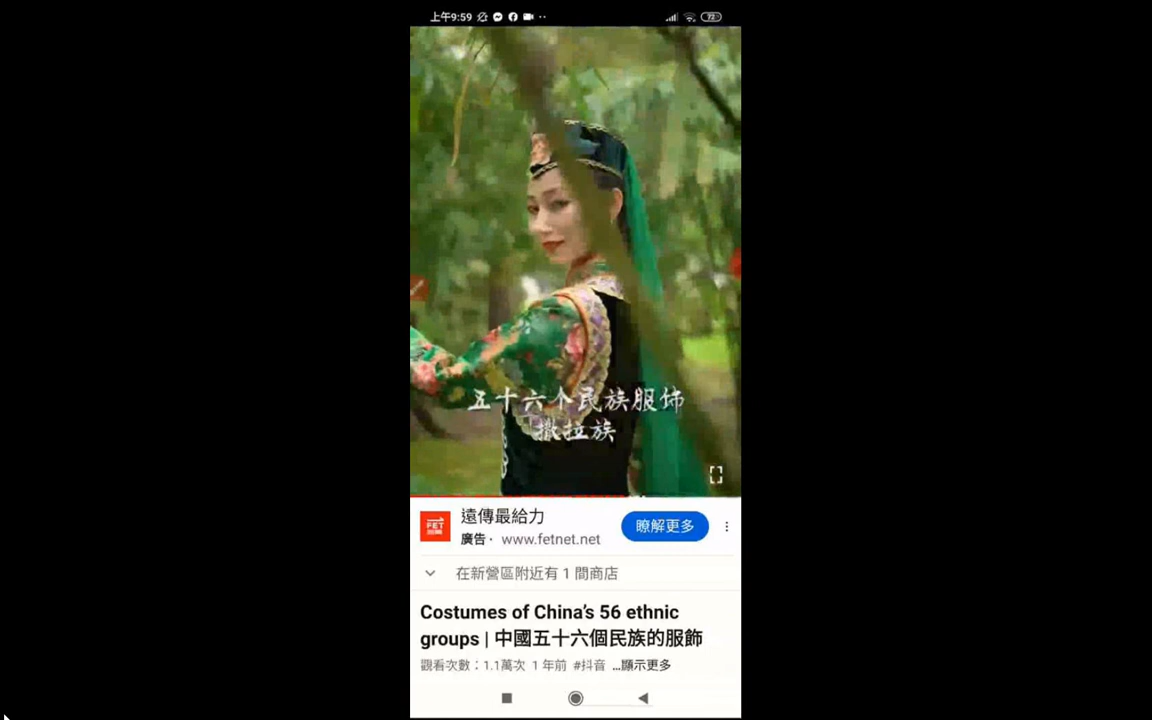 上午9:59
72
五十六个民族服饰
撒拉族
FET
遠傳最給力
廣告· www.fetnet.net
瞭解更多
在新營區附近有 1 間商店
Costumes of China's 56 ethnic
groups | 中國五十六個民族的服飾
觀看次數：1.1萬次 1 年前 #抖音 ...顯示更多